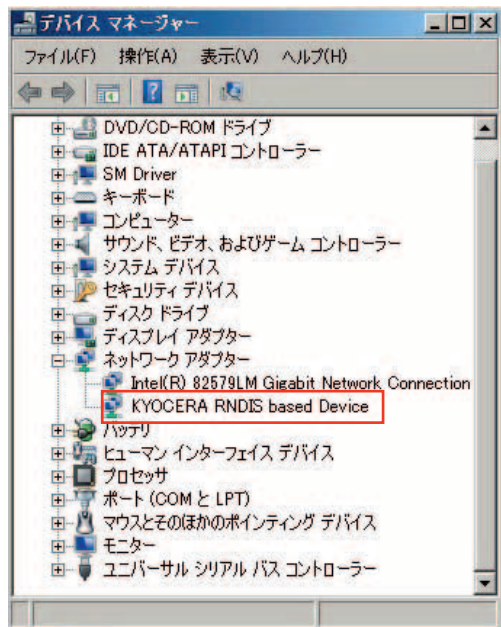 デバイス マネージャー
ファイル(F) 操作(A) 表示(V) ヘルプ(H)
DVD/CD-ROM ドライブ
IDE ATA/ATAPI コントローラー
SM Driver
キーボード
コンピューター
サウンド、ビデオ、およびゲーム コントローラー
システム デバイス
セキュリティ デバイス
ディスク ドライブ
ディスプレイ アダプター
ネットワーク アダプター
Intel(R) 82579LM Gigabit Network Connection
KYOCERA RNDIS based Device
バッテリ
ヒューマン インターフェイス デバイス
プロセッサ
ポート (COM と LPT)
マウスとそのほかのポインティング デバイス
モニター
ユニバーサル シリアル バス コントローラー